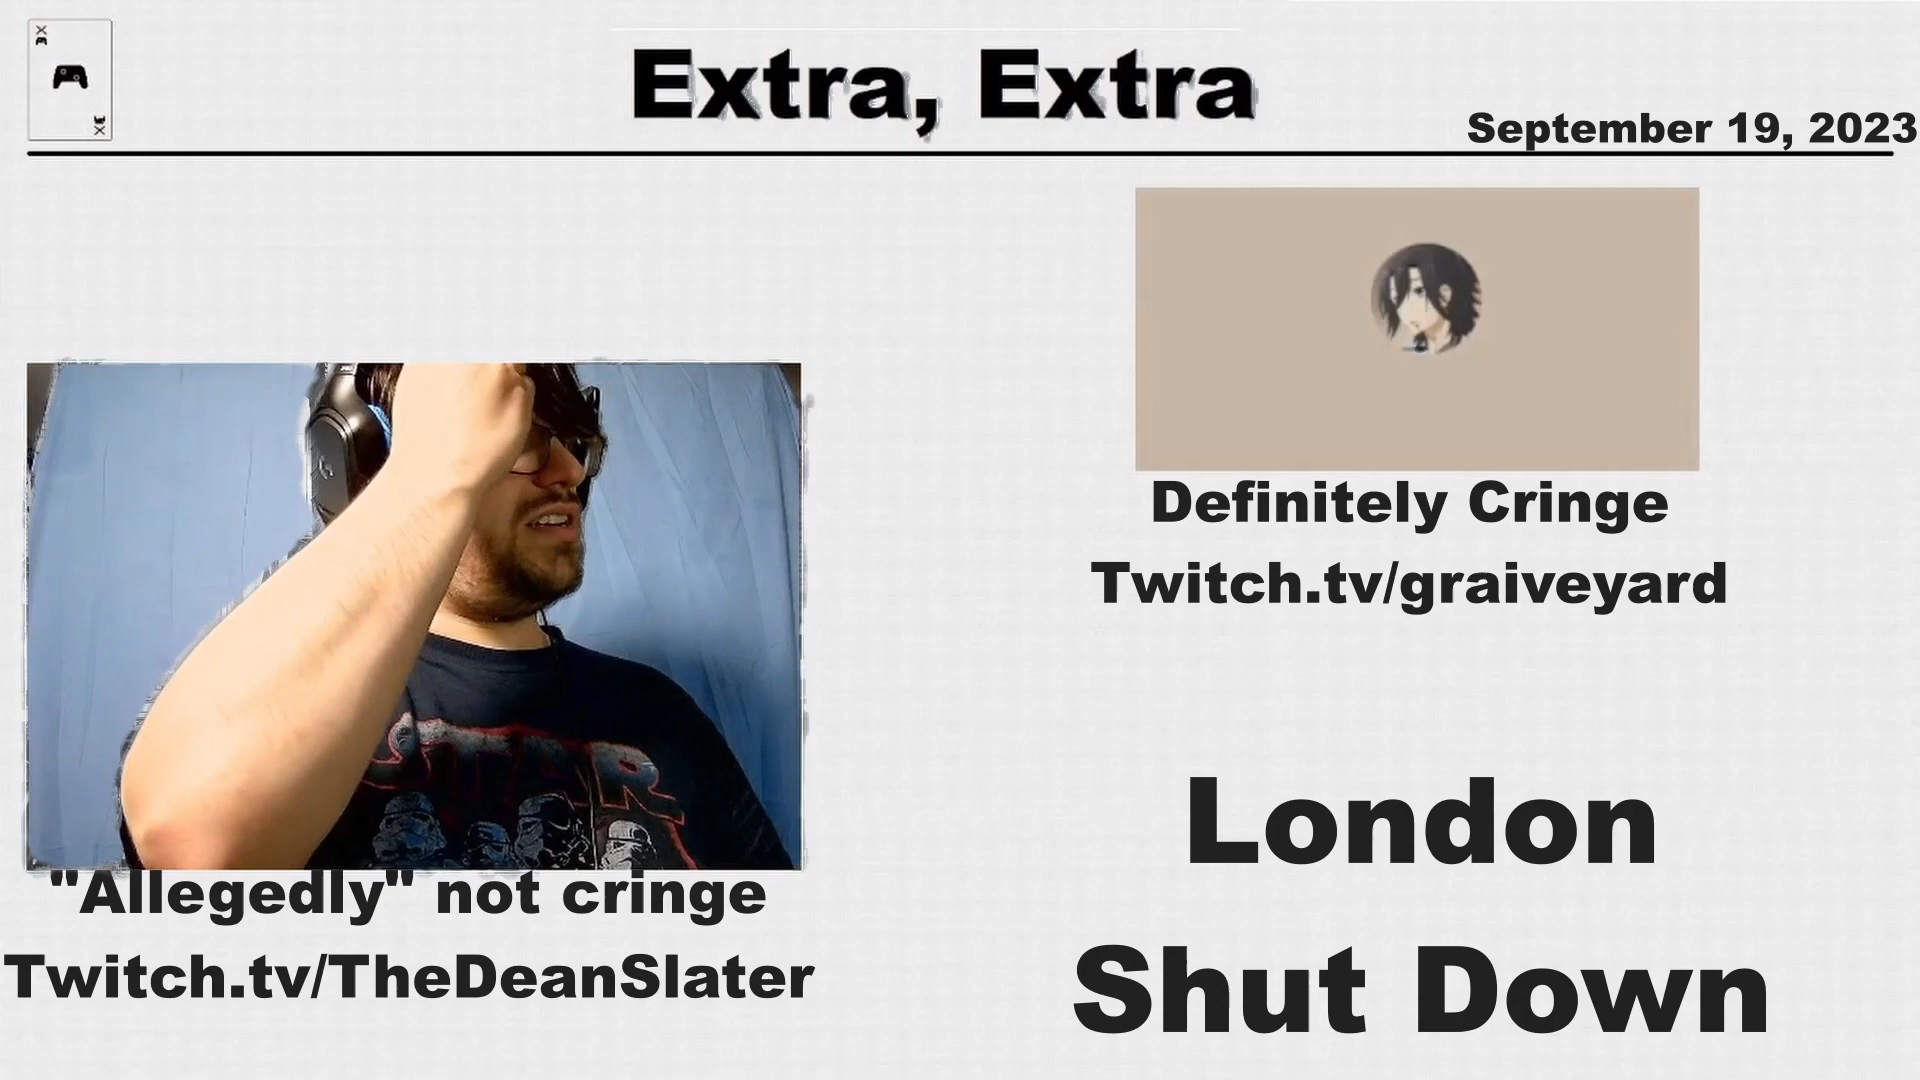 Extra, Extra
September 19, 2023
Definitely Cringe
Twitch.tv/graiveyard
STAR
"Allegedly" not cringe
Twitch.tv/TheDeanSlater
London
Shut Down